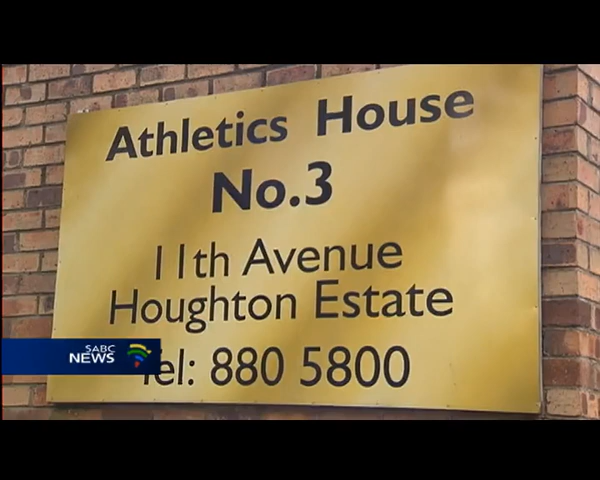 Athletics House
No.3
11th Avenue
Houghton Estate
Tel: 880 5800
SABC
NEWS